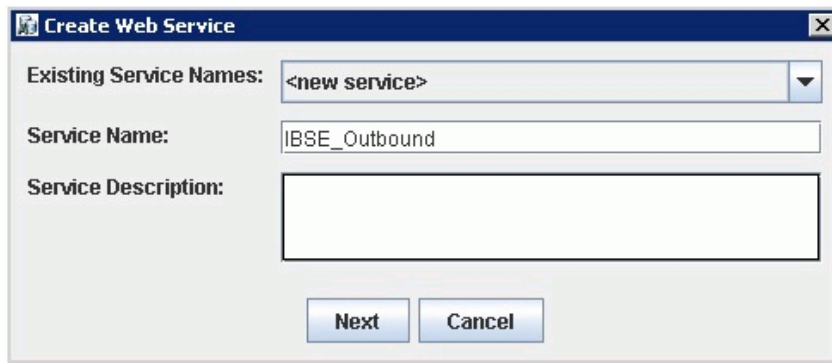 Create Web Service
Existing Service Names: <new service>
Service Name: IBSE_Outbound
Service Description:
Next Cancel